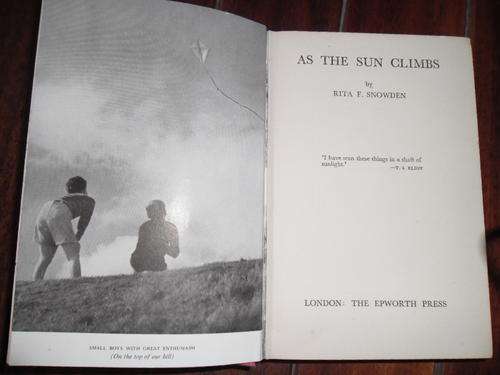 SMALL BOYS WITH GREAT ENTHUSIASM
(On the top of our hill)
AS THE SUN CLIMBS
by
RITA F. SNOWDEN
'I have seen these things in a shaft of
sunlight.'
—T. S. ELIOT
LONDON: THE EPWORTH PRESS